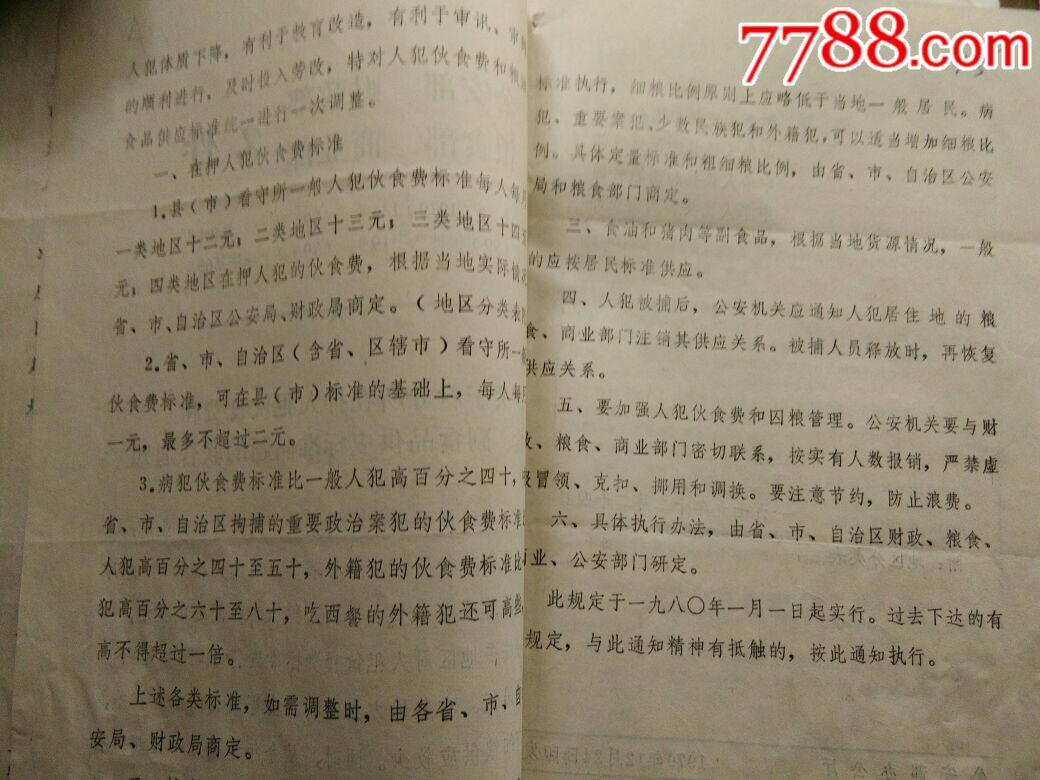 人犯体质下降，有利于教育改造，有利于审讯、审
的顺利进行，及时投入劳改，特对人犯伙食费和粮
食品供应标准统一进行一次调整。
一、在押人犯伙食费标准
1.县（市）看守所一般人犯伙食费标准每人每月
一类地区十二元；二类地区十三元；三类地区十四
元；四类地区在押人犯的伙食费，根据当地实际情况
省、市、自治区公安局、财政局商定。（地区分类表
2.省、市、自治区（含省、区辖市）看守所一
伙食费标准，可在县（市）标准的基础上，每人每月
一元，最多不超过二元。
3.病犯伙食费标准比一般人犯高百分之四十，
省、市、自治区拘捕的重要政治案犯的伙食费标准
人犯高百分之四十至五十，外籍犯的伙食费标准比
犯高百分之六十至八十，吃西餐的外籍犯还可高些
高不得超过一倍。
上述各类标准，如需调整时，由各省、市、自
安局、财政局商定。
7788.com
标准执行，细粮比例原则上应略低于当地一般居民。病
犯、重要案犯、少数民族犯和外籍犯，可以适当增加细粮比
例。具体定量标准和祖细粮比例，由省、市、自治区公安
局和粮食部门商定。
三、食油和猪肉等副食品，根据当地货源情况，一般
的应按居民标准供应。
四、人犯被捕后，公安机关应通知人犯居住地的粮
食、商业部门注销其供应关系。被捕人员释放时，再恢复
供应关系。
五、要加强人犯伙食费和囚粮管理。公安机关要与财
政、粮食、商业部门密切联系，按实有人数报销，严禁虚
报冒领、克扣、挪用和调换。要注意节约，防止浪费。
六、具体执行办法，由省、市、自治区财政、粮食、
商业、公安部门研定。
此规定于一九八〇年一月一日起实行。过去下达的有
规定，与此通知精神有抵触的，按此通知执行。